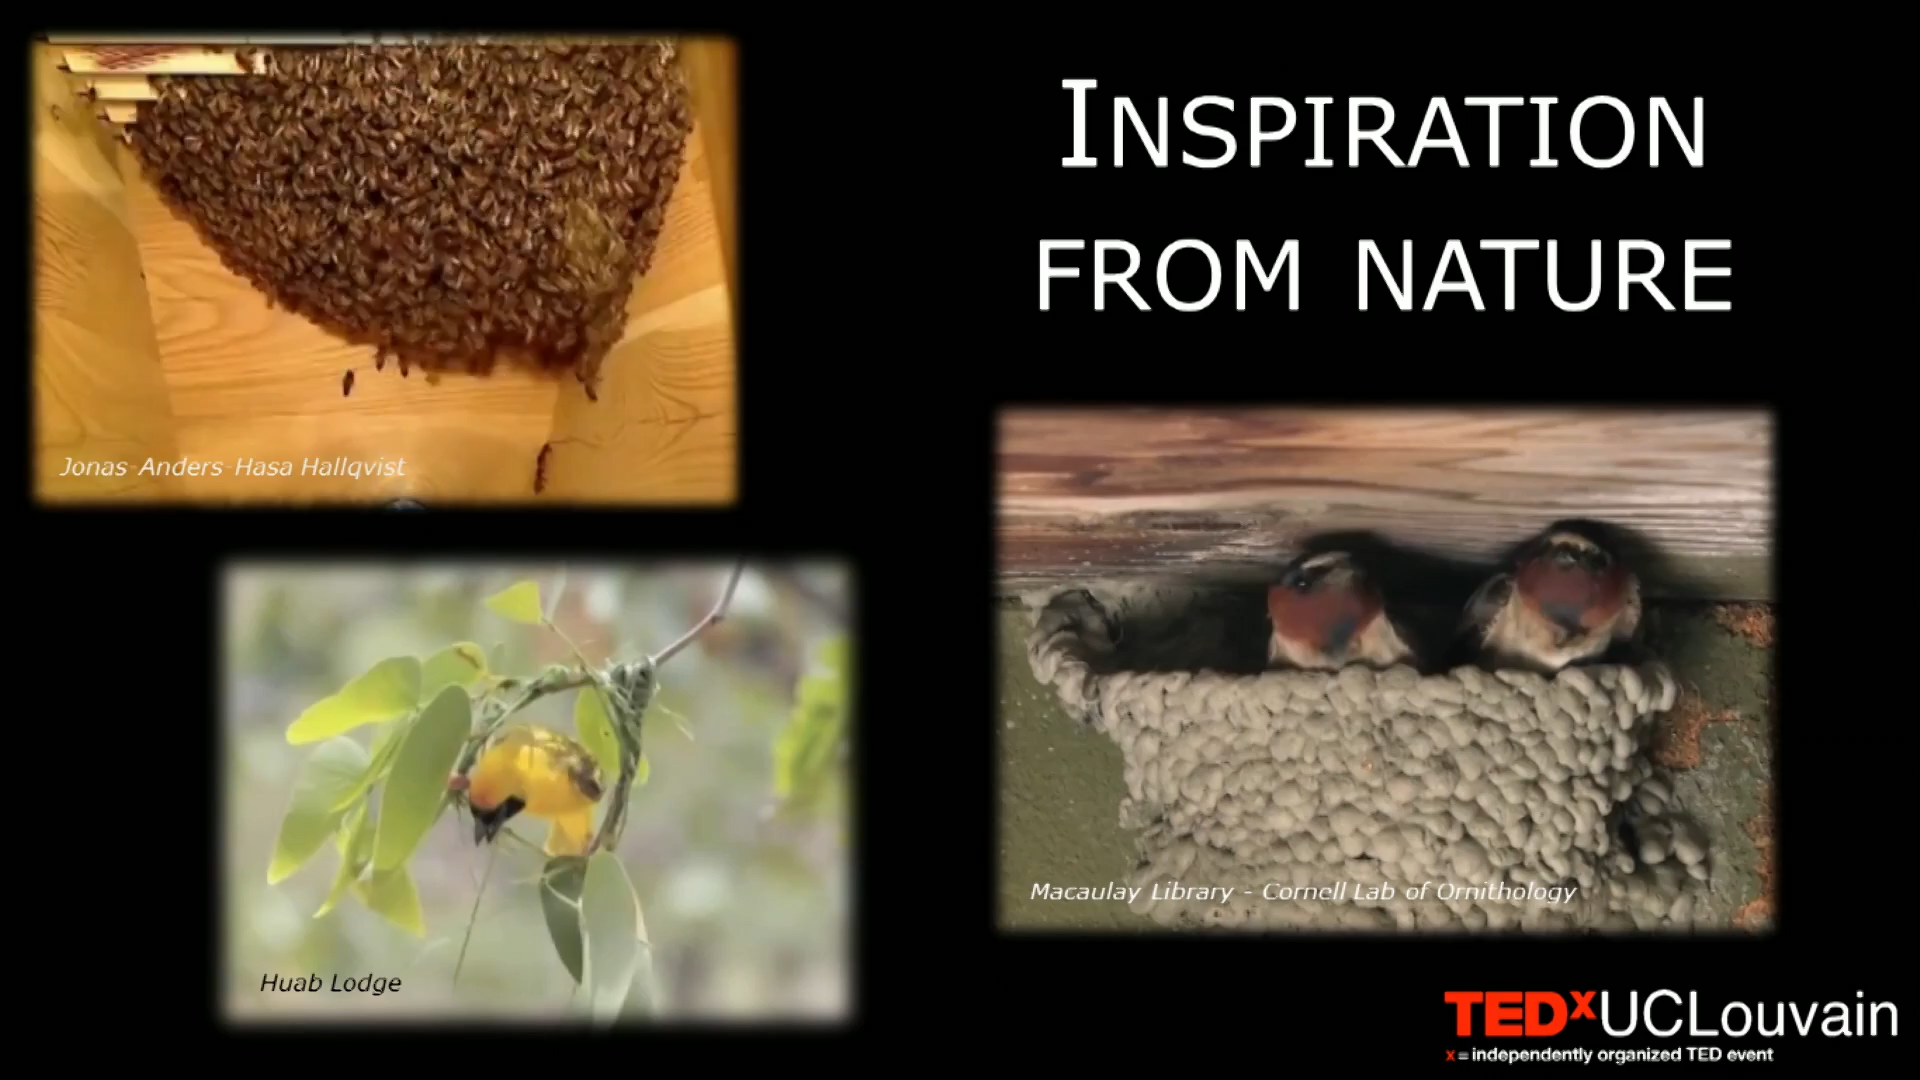 INSPIRATION
FROM NATURE
Jonas-Anders-Hasa Hallqvist
Macaulay Library - Cornell Lab of Ornithology
Huab Lodge
TEDxUCLouvain
x = independently organized TED event